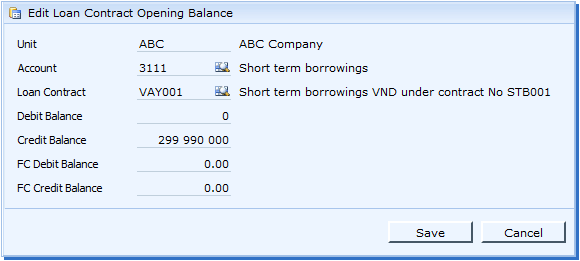 Edit Loan Contract Opening Balance
Unit ABC ABC Company
Account 3111 Short term borrowings
Loan Contract VAY001 Short term borrowings VND under contract No STB001
Debit Balance 0
Credit Balance 299 990 000
FC Debit Balance 0.00
FC Credit Balance 0.00
Save Cancel